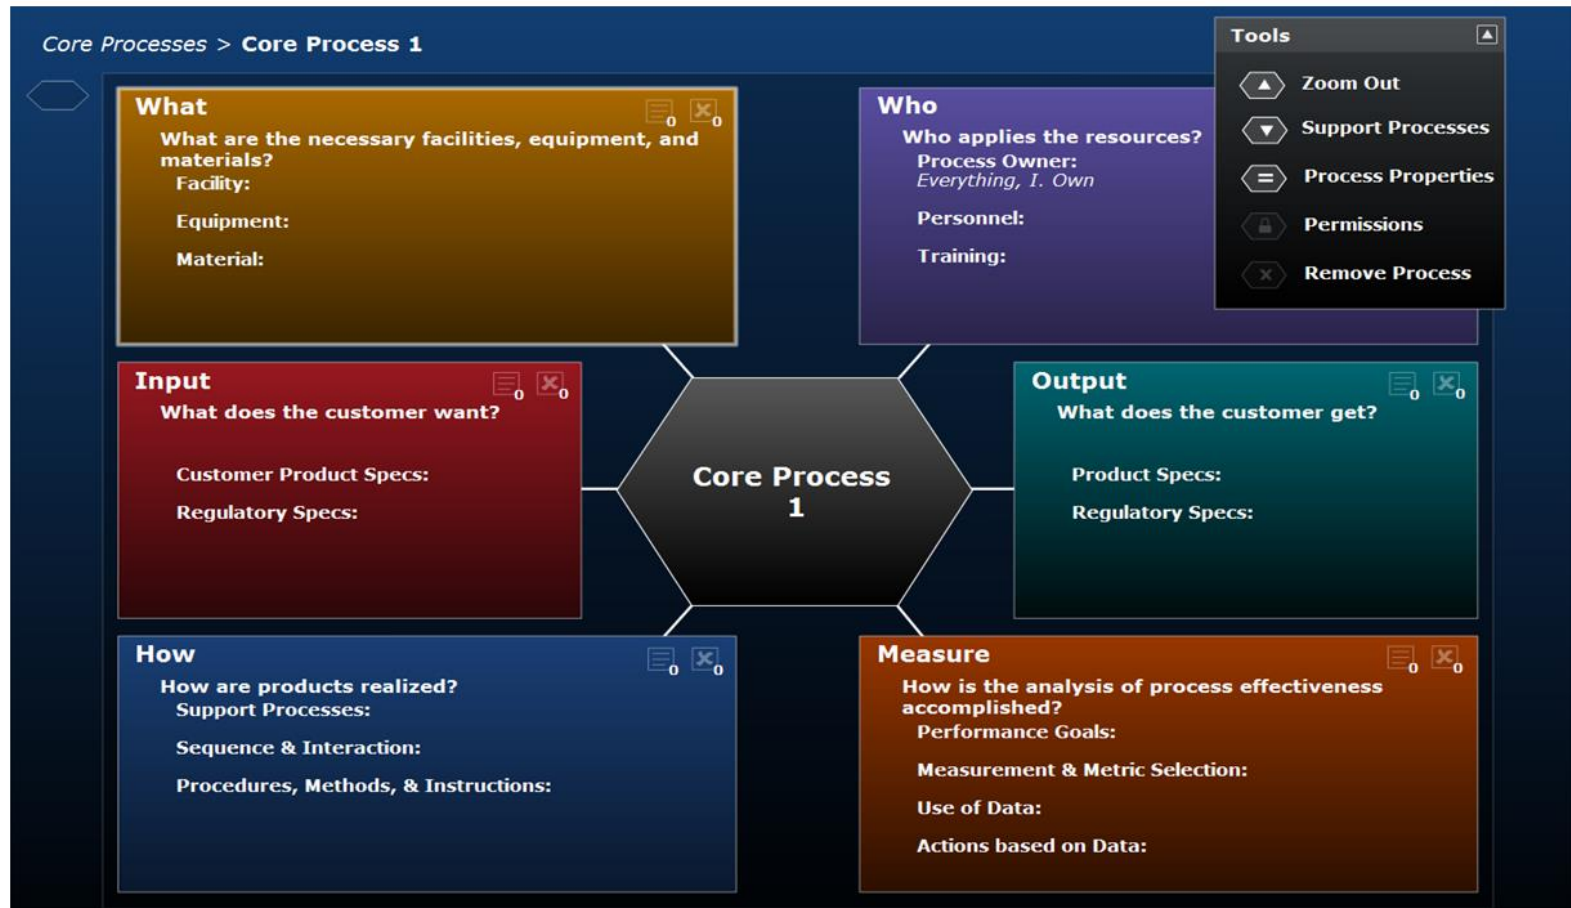 Core Processes > Core Process 1
Tools
Zoom Out
Support Processes
Process Properties
Permissions
Remove Process
What
0 0
What are the necessary facilities, equipment, and
materials?
Facility:
Equipment:
Material:
Who
Who applies the resources?
Process Owner:
Everything, I. Own
Personnel:
Training:
Input
0 0
What does the customer want?
Customer Product Specs:
Regulatory Specs:
Core Process
1
Output
0 0
What does the customer get?
Product Specs:
Regulatory Specs:
How
0 0
How are products realized?
Support Processes:
Sequence & Interaction:
Procedures, Methods, & Instructions:
Measure
0 0
How is the analysis of process effectiveness
accomplished?
Performance Goals:
Measurement & Metric Selection:
Use of Data:
Actions based on Data: